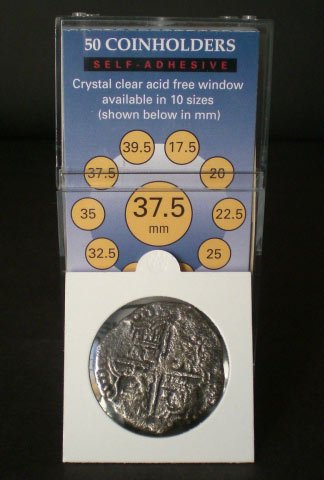 50 COINHOLDERS
SELF-ADHESIVE
Crystal clear acid free window
available in 10 sizes
(shown below in mm)
39.5 17.5
37.5 20
35 37.5 mm 22.5
32.5 25